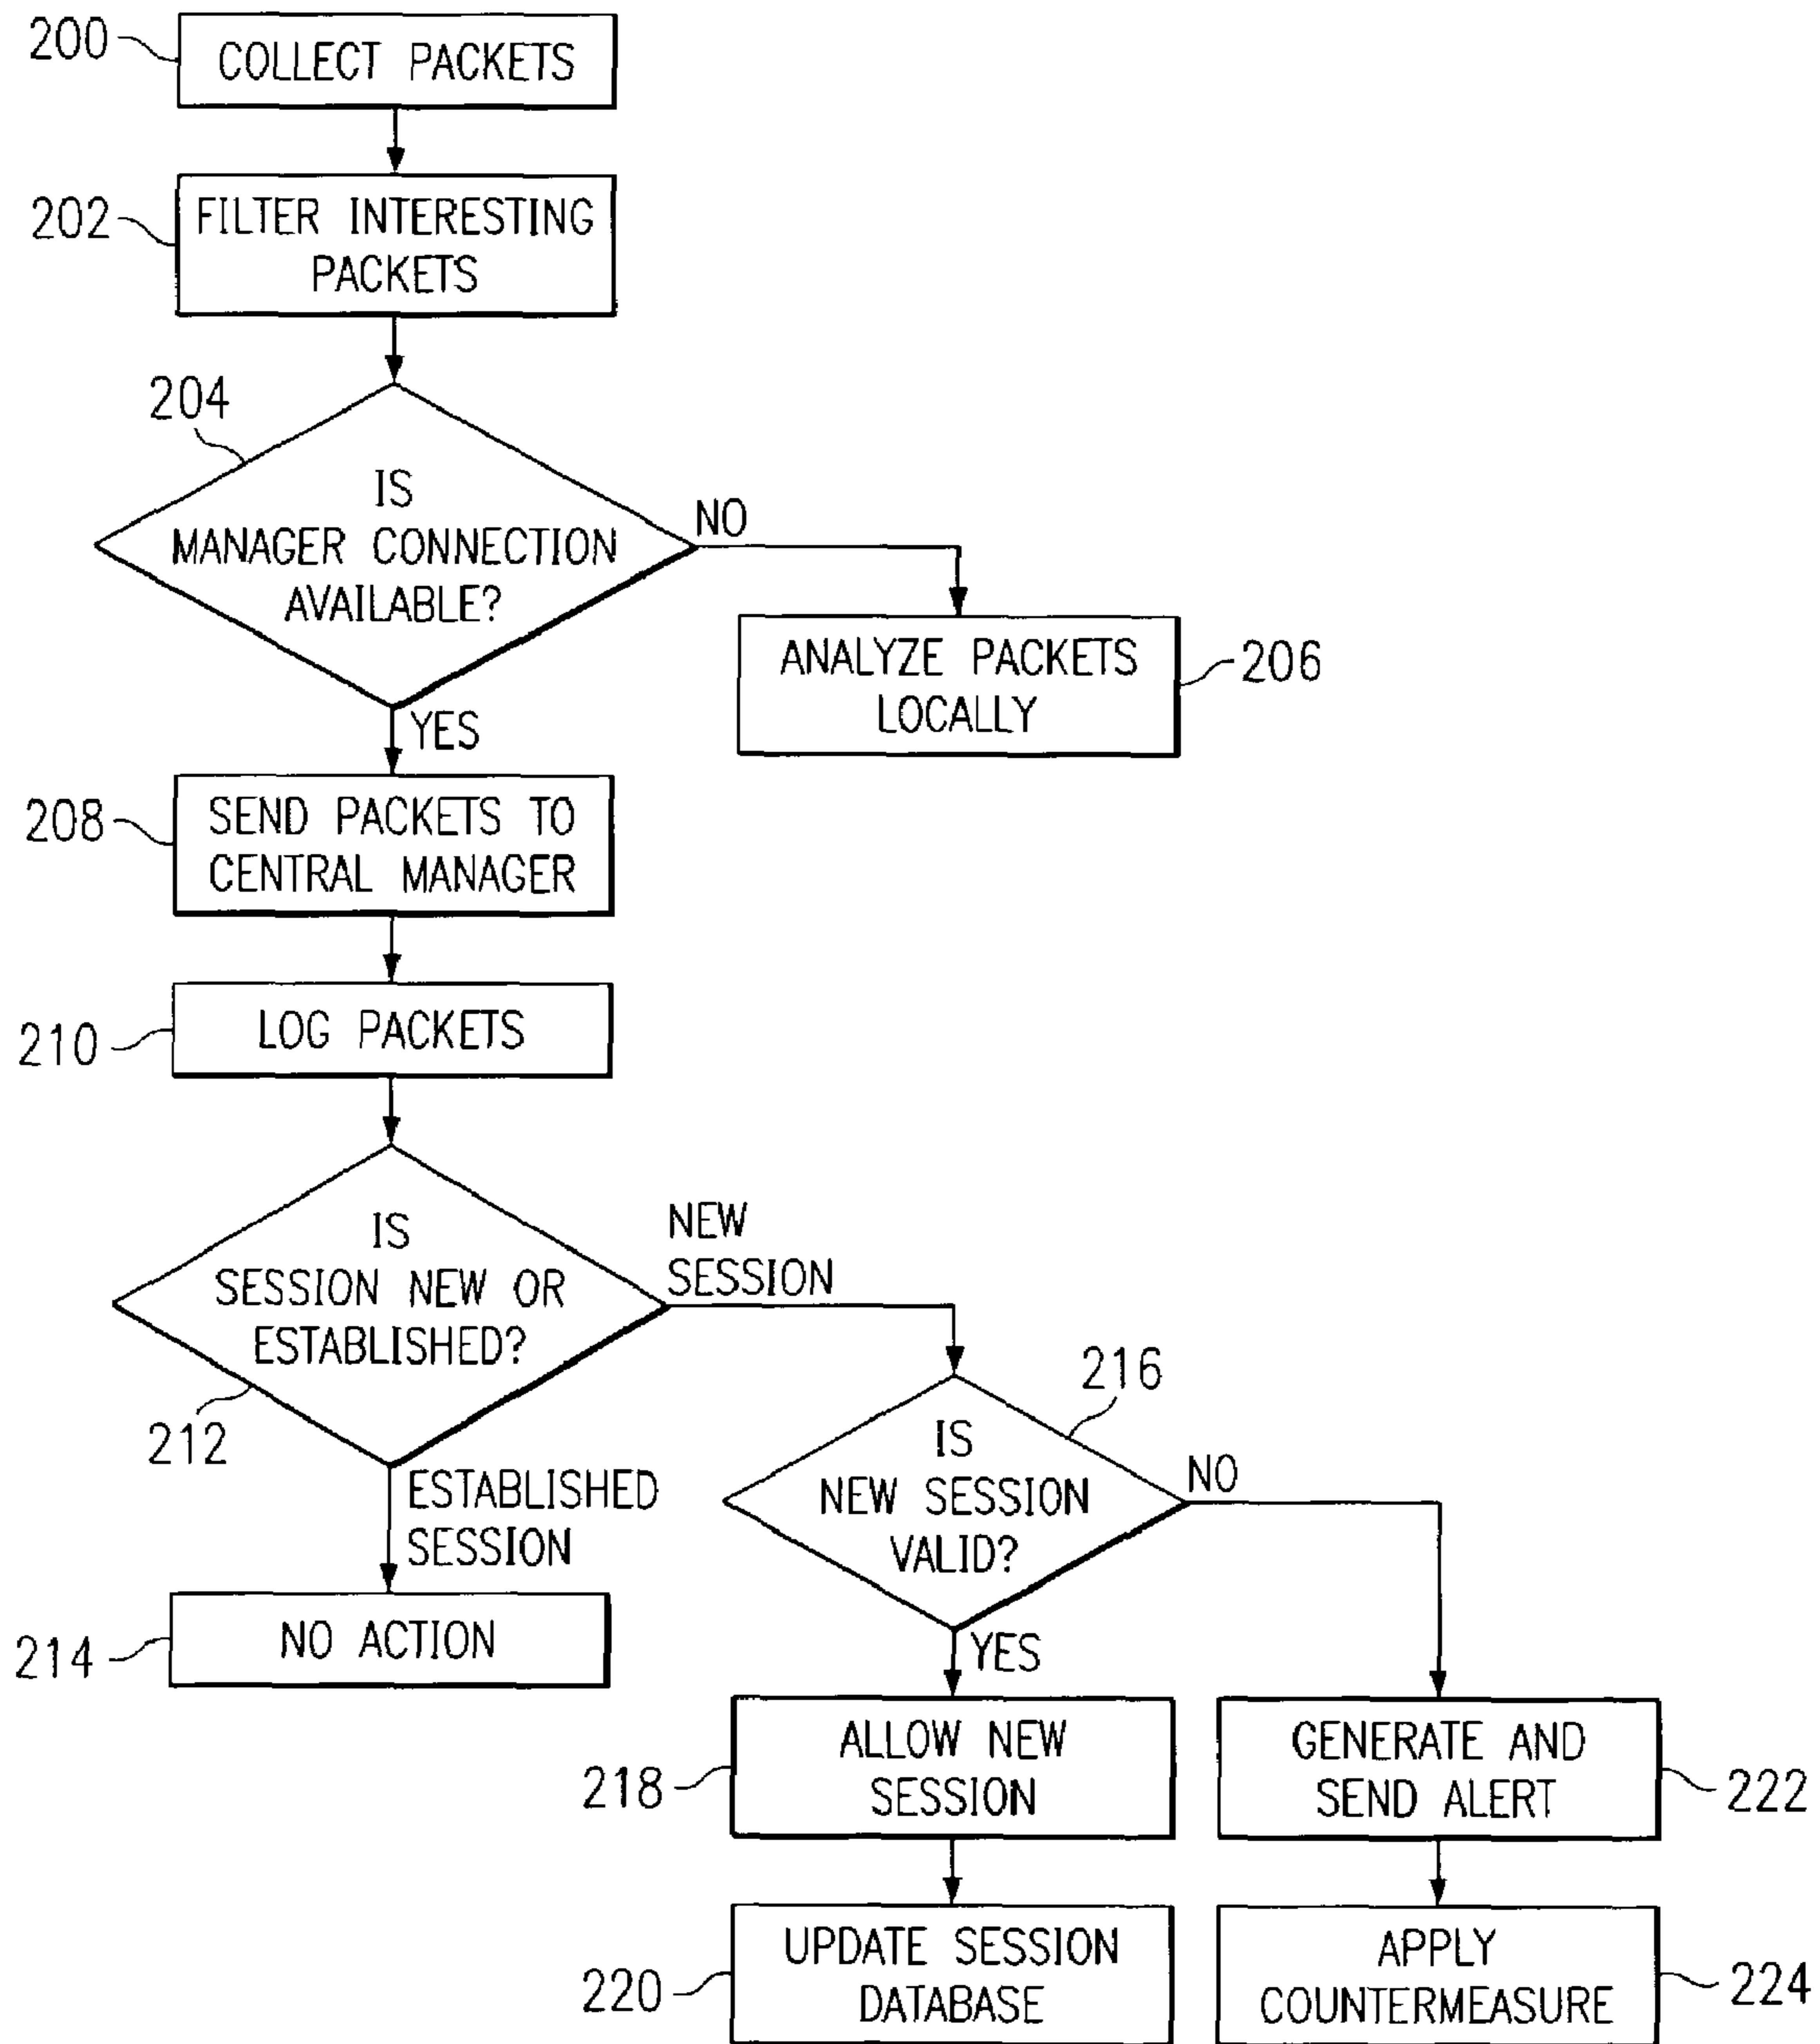 200
COLLECT PACKETS
202
FILTER INTERESTING
PACKETS
204
IS
MANAGER CONNECTION
AVAILABLE?
NO
ANALYZE PACKETS
LOCALLY
206
YES
208
SEND PACKETS TO
CENTRAL MANAGER
210
LOG PACKETS
IS
SESSION NEW OR
ESTABLISHED?
212
NEW
SESSION
ESTABLISHED
SESSION
214
NO ACTION
216
IS
NEW SESSION
VALID?
NO
YES
218
ALLOW NEW
SESSION
GENERATE AND
SEND ALERT
222
220
UPDATE SESSION
DATABASE
APPLY
COUNTERMEASURE
224